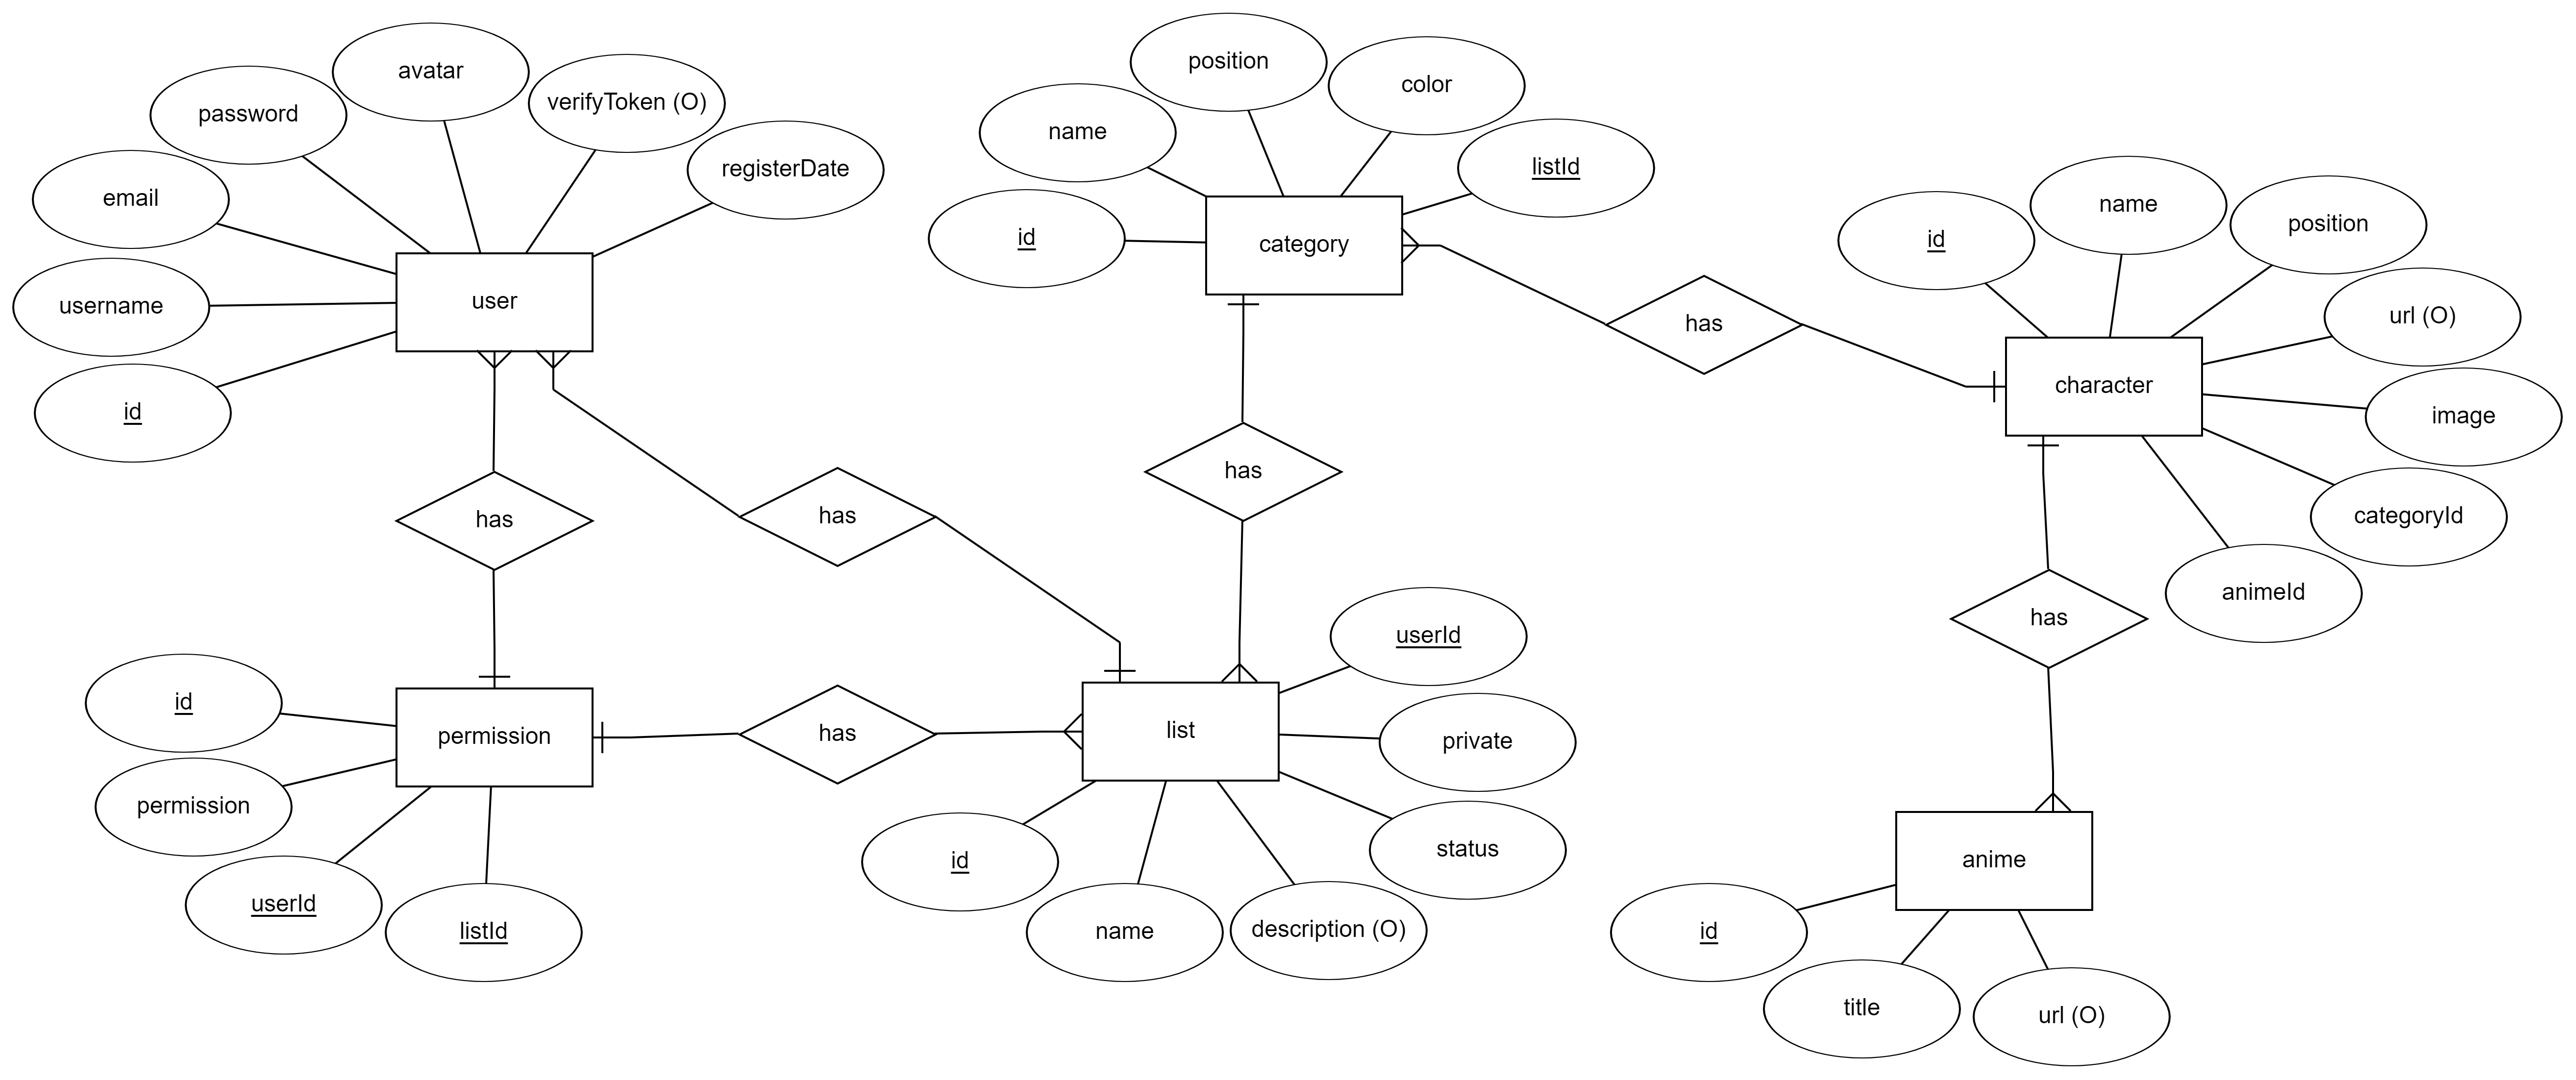 avatar
verifyToken (O)
password
registerDate
email
username
id
user
position
color
name
listId
id
category
has
id
name
position
url (O)
image
character
categoryId
animeId
has
has
has
has
has
id
permission
permission
userId
listId
list
userId
private
status
id
name
description (O)
anime
id
title
url (O)